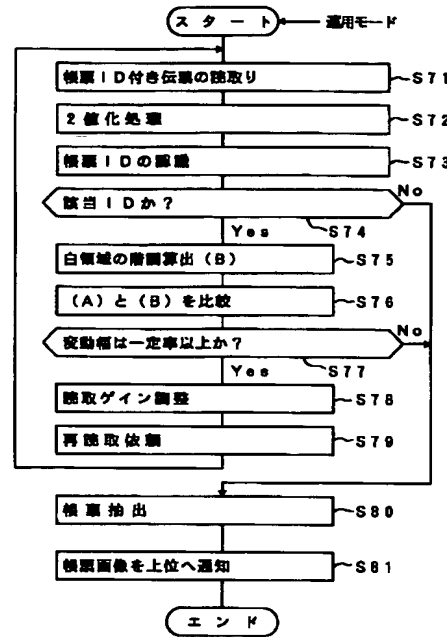 スタート
運用モード
帳票ID付き伝票の読取り
S71
2値化処理
S72
帳票IDの認識
S73
No
該当IDか?
Yes
S74
白領域の階調算出(B)
S75
(A)と(B)を比較
S76
No
変動幅は一定率以上か?
Yes
S77
読取ゲイン調整
S78
再読取依頼
S79
帳票抽出
S80
帳票画像を上位へ通知
S81
エンド